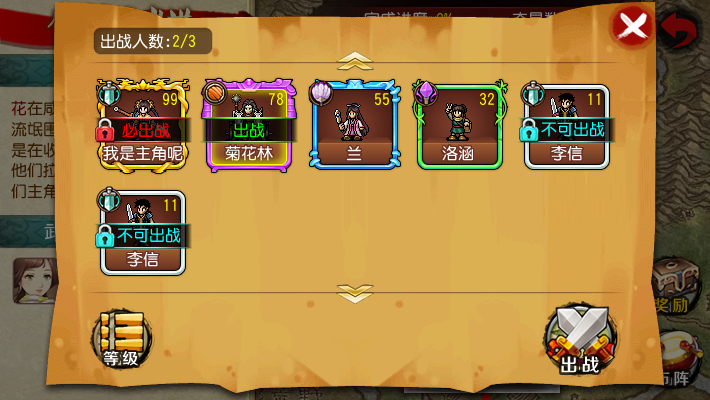 出战人数:2/3
99
必出战
我是主角呢
78
出战
菊花林
55
兰
32
洛涵
11
不可出战
李信
11
不可出战
李信
花在咸
流氓围
是在收
他们拉
们主角
武
等级
出战
奖励
布阵